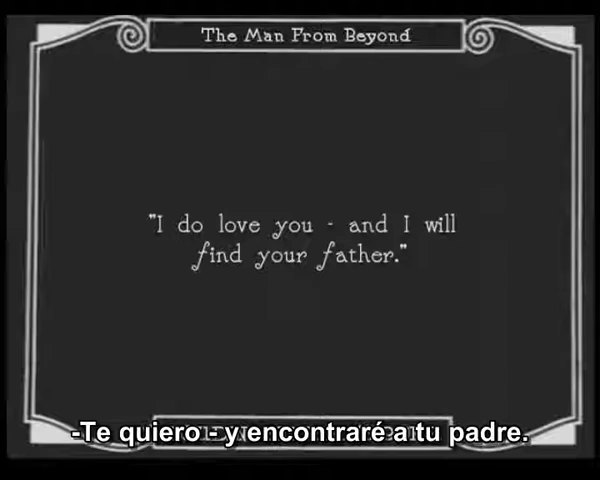 The Man From Beyond
"I do love you - and I will
find your father."
-Te quiero - y encontraré a tu padre.